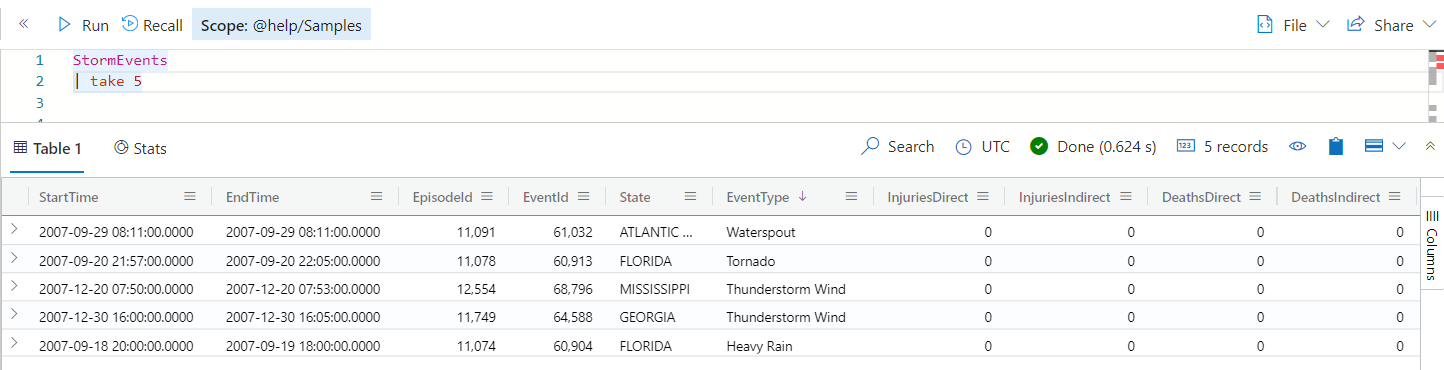 Run Recall Scope: @help/Samples File Share
1 StormEvents
2 | take 5
3
Table 1 Stats Search UTC Done (0.624 s) 123 5 records
StartTime EndTime EpisodeId EventId State EventType InjuriesDirect InjuriesIndirect DeathsDirect DeathsIndirect
2007-09-29 08:11:00.0000 2007-09-29 08:11:00.0000 11,091 61,032 ATLANTIC ... Waterspout 0 0 0 0
2007-09-20 21:57:00.0000 2007-09-20 22:05:00.0000 11,078 60,913 FLORIDA Tornado 0 0 0 0
2007-12-20 07:50:00.0000 2007-12-20 07:53:00.0000 12,554 68,796 MISSISSIPPI Thunderstorm Wind 0 0 0 0
2007-12-30 16:00:00.0000 2007-12-30 16:05:00.0000 11,749 64,588 GEORGIA Thunderstorm Wind 0 0 0 0
2007-09-18 20:00:00.0000 2007-09-19 18:00:00.0000 11,074 60,904 FLORIDA Heavy Rain 0 0 0 0
Columns